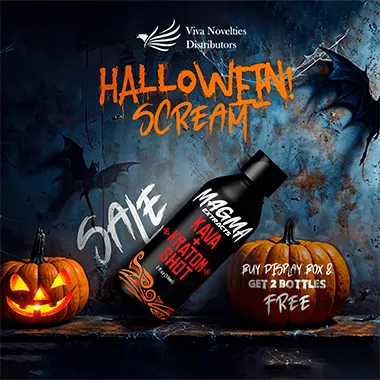 Viva Novelties
Distributors
HALLOWEEN!
SCREAM
SALE
MAGMA
EXTRACTS
KAVA
+
KRATOM
SHOT
BUY DISPLAY BOX &
GET 2 BOTTLES
FREE